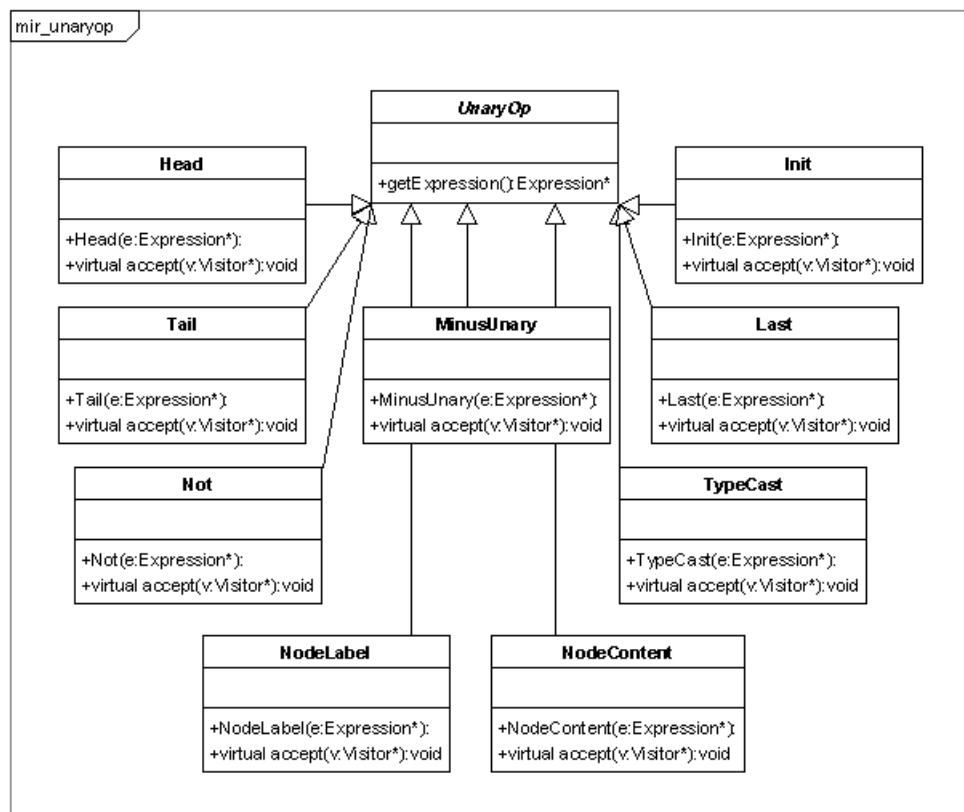 mir_unaryop
UnaryOp
+getExpression():Expression*
Head
+Head(e:Expression*):
+virtual accept(v:Visitor*):void
Init
+Init(e:Expression*):
+virtual accept(v:Visitor*):void
Tail
+Tail(e:Expression*):
+virtual accept(v:Visitor*):void
MinusUnary
+MinusUnary(e:Expression*):
+virtual accept(v:Visitor*):void
Last
+Last(e:Expression*):
+virtual accept(v:Visitor*):void
Not
+Not(e:Expression*):
+virtual accept(v:Visitor*):void
TypeCast
+TypeCast(e:Expression*):
+virtual accept(v:Visitor*):void
NodeLabel
+NodeLabel(e:Expression*):
+virtual accept(v:Visitor*):void
NodeContent
+NodeContent(e:Expression*):
+virtual accept(v:Visitor*):void